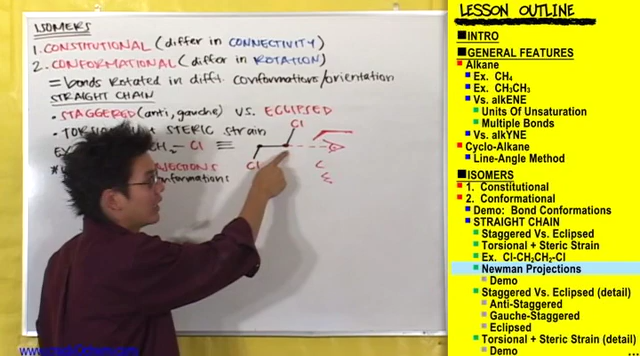 ISOMERS
1. CONSTITUTIONAL (differ in CONNECTIVITY)
2. CONFORMATIONAL (differ in ROTATION)
= bonds rotated in diff't conformations/orientation
STRAIGHT CHAIN
• STAGGERED (anti, gauche) VS. ECLIPSED
• STERIC strain
- Cl ≡
Cl
Cl
onformations
LESSON OUTLINE
INTRO
GENERAL FEATURES
Alkane
Ex. CH4
Ex. CH3CH3
Vs. alkENE
Units Of Unsaturation
Multiple Bonds
Vs. alkYNE
Cyclo-Alkane
Line-Angle Method
ISOMERS
1. Constitutional
2. Conformational
Demo: Bond Conformations
STRAIGHT CHAIN
Staggered Vs. Eclipsed
Torsional + Steric Strain
Ex. Cl-CH2CH2-Cl
Newman Projections
Demo
Staggered Vs. Eclipsed (detail)
Anti-Staggered
Gauche-Staggered
Eclipsed
Torsional + Steric Strain (detail)
Demo